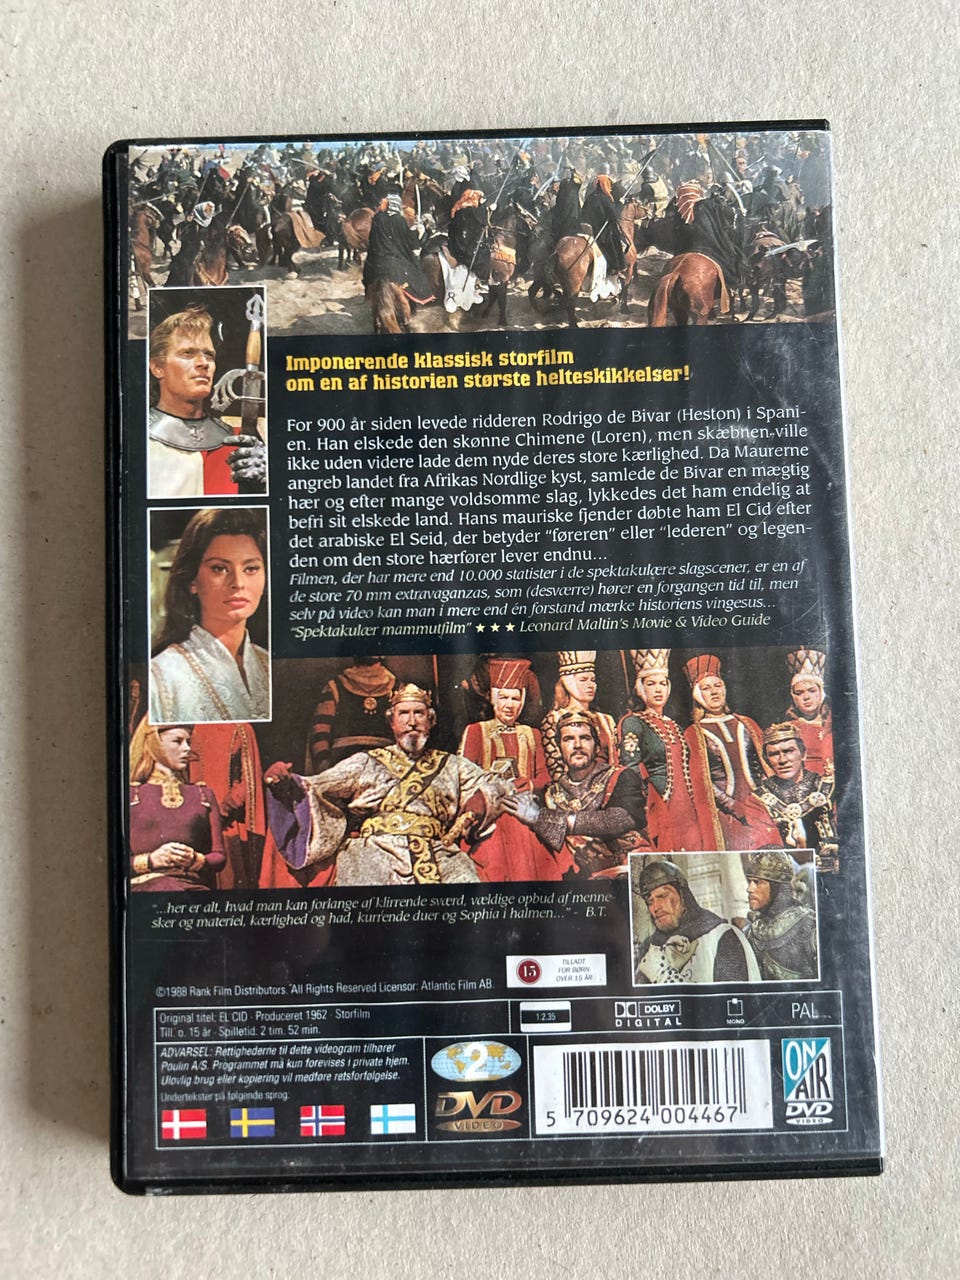 Imponerende klassisk storfilm
om en af historien største helteskikkelser!
For 900 år siden levede ridderen Rodrigo de Bivar (Heston) i Spani-
en. Han elskede den skønne Chimene (Loren), men skæbnen ville
ikke uden videre lade dem nyde deres store kærlighed. Da Maurerne
angreb landet fra Afrikas Nordlige kyst, samlede de Bivar en mægtig
hær og efter mange voldsomme slag, lykkedes det ham endelig at
befri sit elskede land. Hans mauriske fjender døbte ham El Cid efter
det arabiske El Seid, der betyder "føreren" eller "lederen" og legen-
den om den store hærfører lever endnu...
Filmen, der har mere end 10.000 statister i de spektakulære slagscener, er en af
de store 70 mm extravaganzas, som (desværre) hører en forgangen tid til, men
selv på video kan man i mere end én forstand mærke historiens vingesus...
"Spektakulær mammutfilm" ★ ★ ★ Leonard Maltin's Movie & Video Guide
"...her er alt, hvad man kan forlange af klirrende sværd, vældige opbud af menne-
sker og materiel, kærlighed og had, kurrende duer og Sophia i halmen..." - B.T.
15
TILLADT
FOR BØRN
OVER 15 ÅR
©1988 Rank Film Distributors. All Rights Reserved Licensor: Atlantic Film AB.
Original titel: EL CID · Produceret 1962 · Storfilm
Till. o. 15 år · Spilletid: 2 tim. 52 min.
1:2.35
DOLBY
DIGITAL
MONO
PAL
ADVARSEL: Rettighederne til dette videogram tilhører
Poulin A/S. Programmet må kun forevises i private hjem.
Ulovlig brug eller kopiering vil medføre retsforfølgelse.
Undertekster på følgende sprog:
2
DVD
VIDEO
5 709624 004467
ON
AIR
DVD
VIDEO